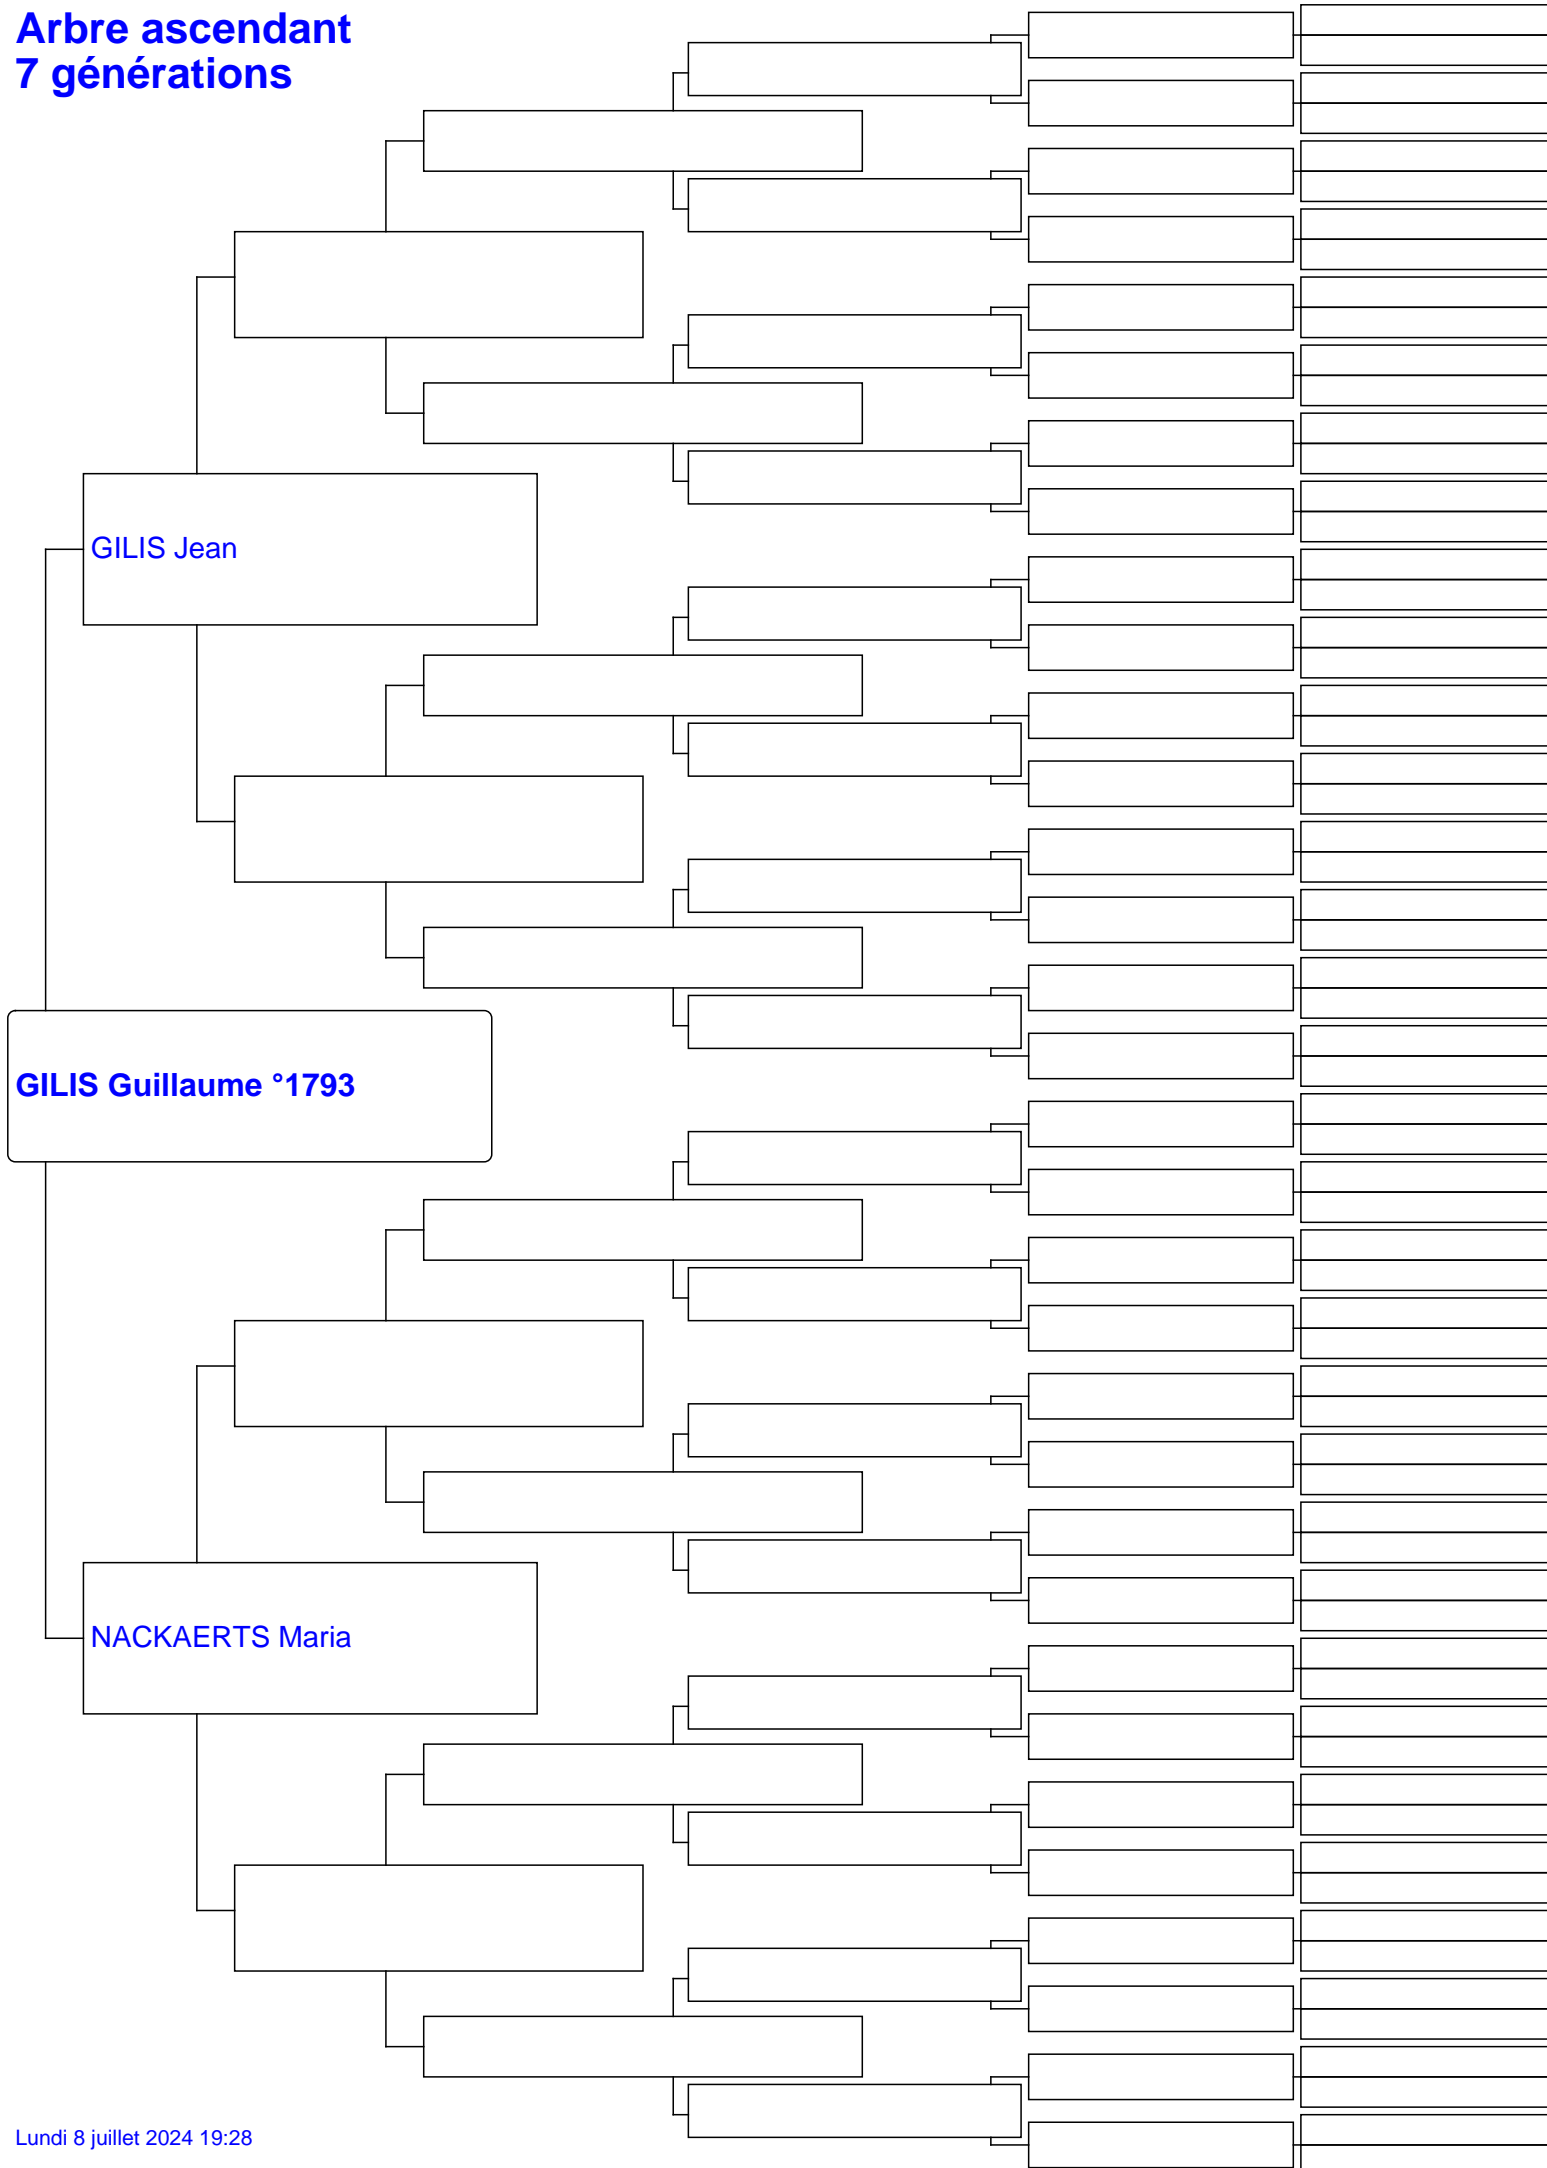 Arbre ascendant
7 générations
GILIS Jean
GILIS Guillaume °1793
NACKAERTS Maria
Lundi 8 juillet 2024 19:28